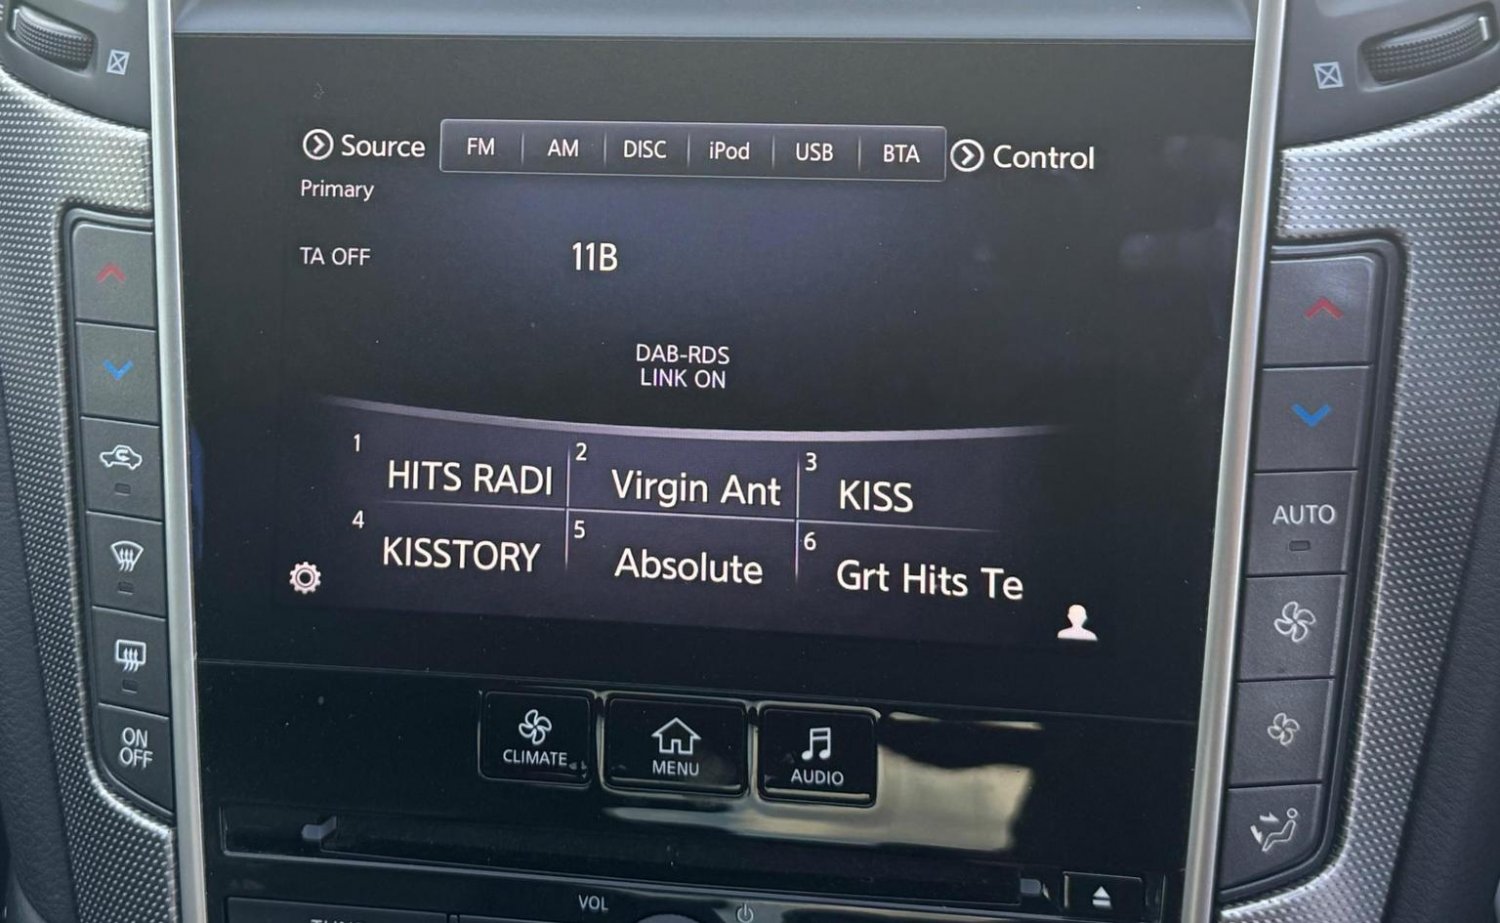 Source FM AM DISC iPod USB BTA Control
Primary
TA OFF 11B
DAB-RDS
LINK ON
1 HITS RADI 2 Virgin Ant 3 KISS
4 KISSTORY 5 Absolute 6 Grt Hits Te
AUTO
ON
OFF
CLIMATE MENU AUDIO
VOL